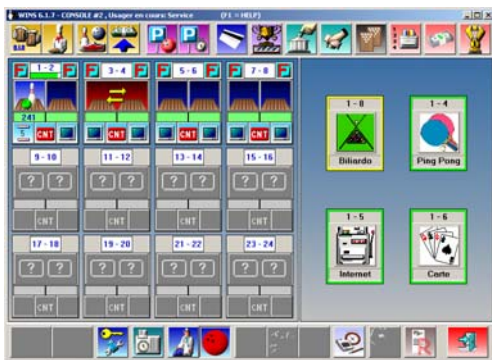 WINS 6.1.7 - CONSOLE #2 , Usager en cours: Service (F1 = HELP)
BAR P P
F 1 - 2 F F 3 - 4 F F 5 - 6 F F 7 - 8 F
241
5 CNT CNT CNT CNT
9 - 10 11 - 12 13 - 14 15 - 16
? ? ? ? ? ? ? ?
CNT CNT CNT CNT
17 - 18 19 - 20 21 - 22 23 - 24
? ? ? ? ? ? ? ?
CNT CNT CNT CNT
1 - 0 1 - 4
Biliardo Ping Pong
1 - 5 1 - 6
Internet Carte
R